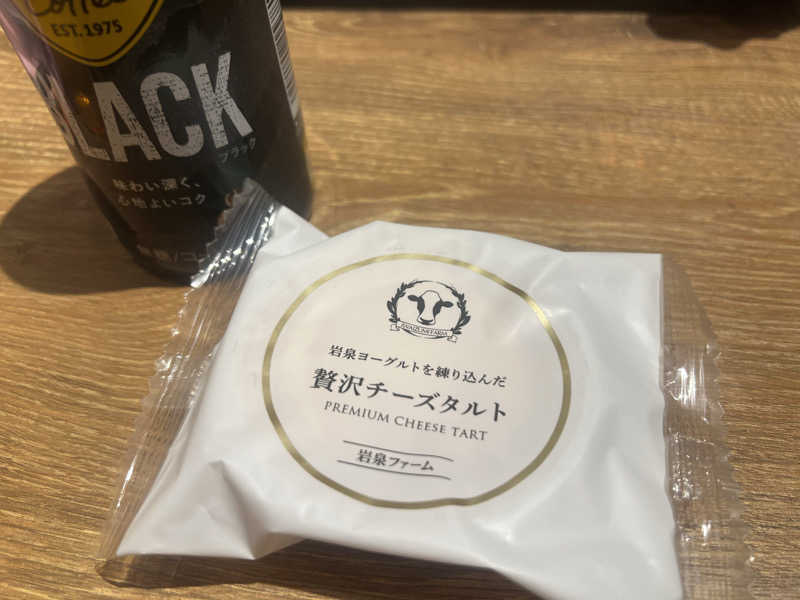 Coffee
EST. 1975
BLACK
ブラック
味わい深く、
心地よいコク
IWAIZUMI FARM
岩泉ヨーグルトを練り込んだ
贅沢チーズタルト
PREMIUM CHEESE TART
岩泉ファーム